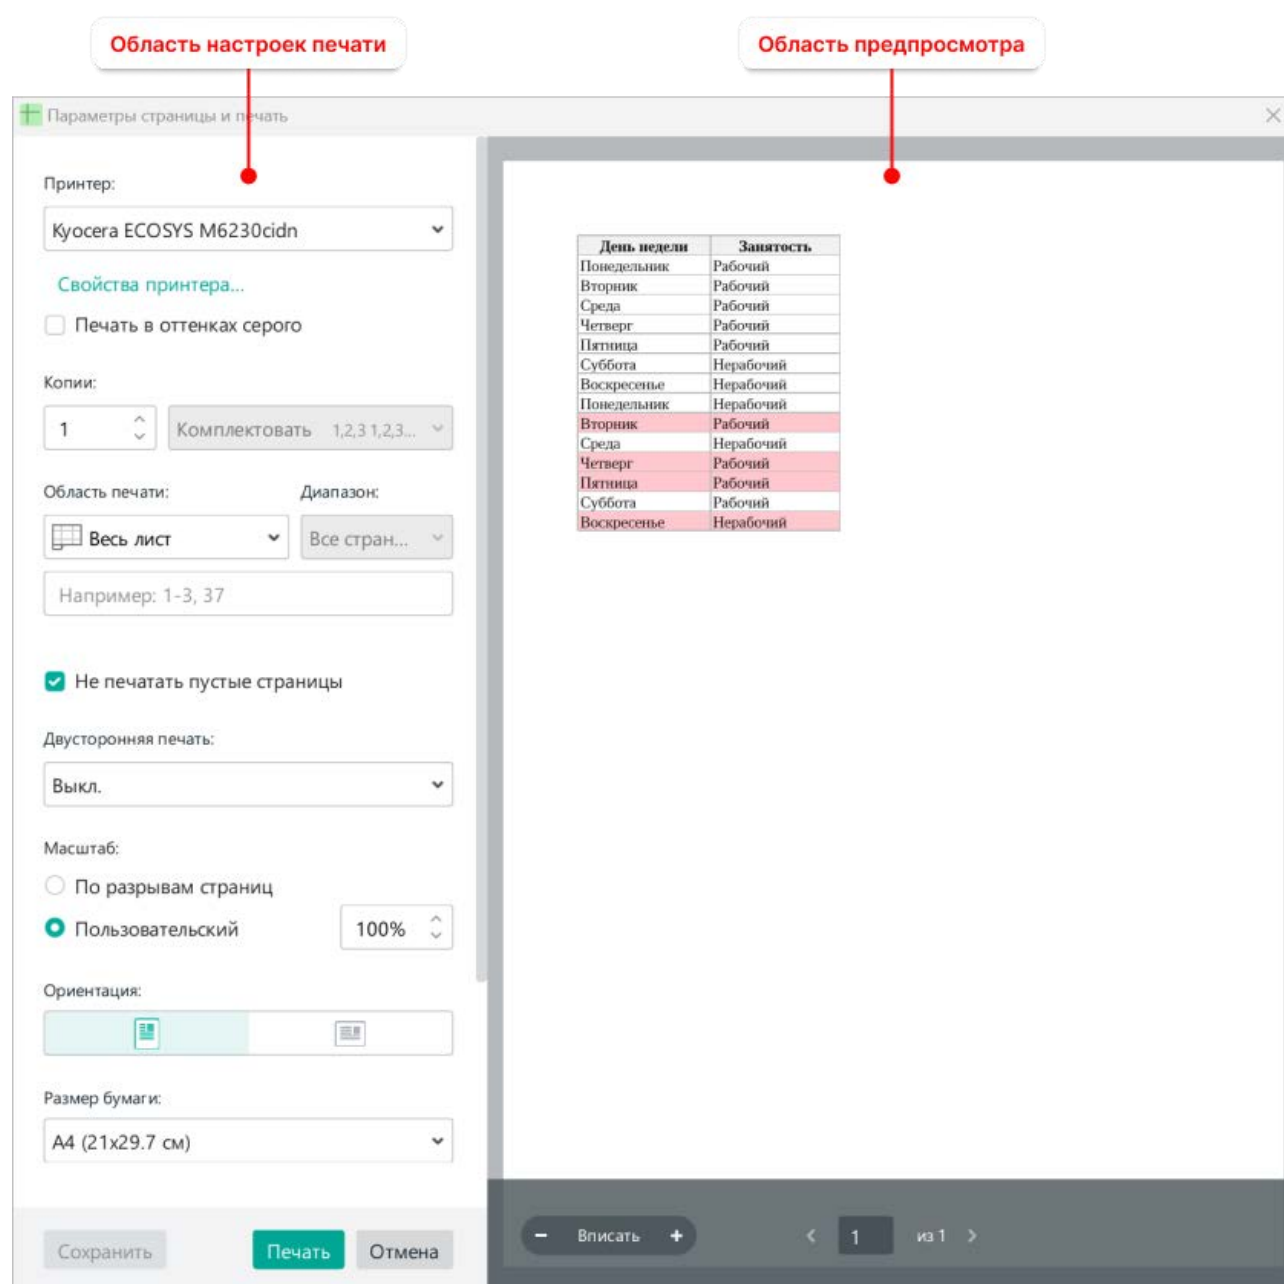 Область настроек печати
Область предпросмотра
Параметры страницы и печать
Принтер:
Kyocera ECOSYS M6230cidn
Свойства принтера...
Печать в оттенках серого
Копии:
1
Комплектовать 1,2,3 1,2,3...
Область печати: Диапазон:
Весь лист Все стран...
Например: 1-3, 37
Не печатать пустые страницы
Двусторонняя печать:
Выкл.
Масштаб:
По разрывам страниц
Пользовательский 100%
Ориентация:
Размер бумаги:
A4 (21x29.7 см)
Сохранить Печать Отмена
День недели Занятость
Понедельник Рабочий
Вторник Рабочий
Среда Рабочий
Четверг Рабочий
Пятница Рабочий
Суббота Нерабочий
Воскресенье Нерабочий
Понедельник Нерабочий
Вторник Рабочий
Среда Нерабочий
Четверг Рабочий
Пятница Рабочий
Суббота Рабочий
Воскресенье Нерабочий
− Вписать + < 1 из 1 >